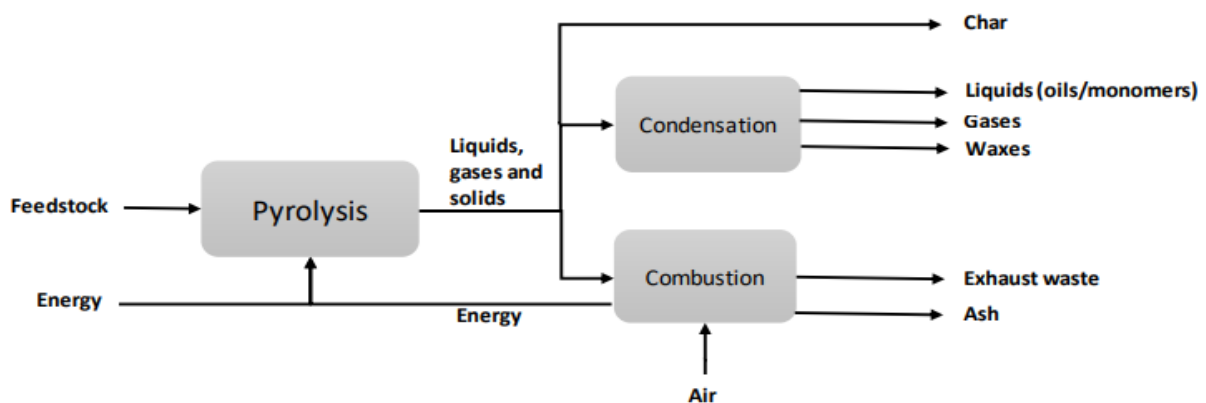 Char
Liquids (oils/monomers)
Condensation
Gases
Waxes
Liquids,
gases and
solids
Feedstock
Pyrolysis
Combustion
Exhaust waste
Energy
Energy
Ash
Air